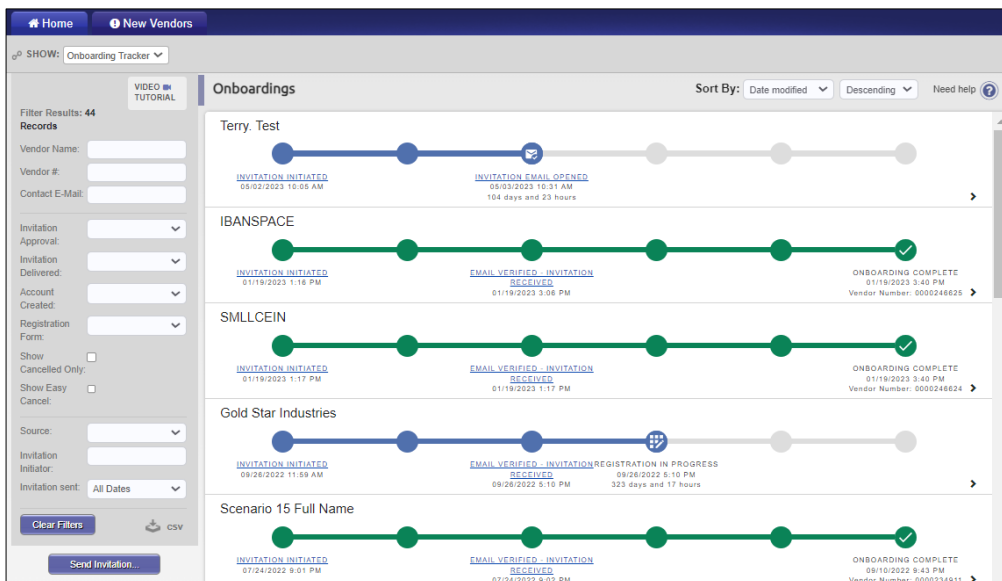 Home
New Vendors
SHOW: Onboarding Tracker
VIDEO
TUTORIAL
Filter Results: 44
Records
Vendor Name:
Vendor #:
Contact E-Mail:
Invitation
Approval:
Invitation
Delivered:
Account
Created:
Registration
Form:
Show
Cancelled Only:
Show Easy
Cancel:
Source:
Invitation
Initiator:
Invitation sent: All Dates
Clear Filters
CSV
Send Invitation...
Onboardings
Sort By: Date modified Descending Need help ?
Terry. Test
INVITATION INITIATED
05/02/2023 10:05 AM
INVITATION EMAIL OPENED
05/03/2023 10:31 AM
104 days and 23 hours
IBANSPACE
INVITATION INITIATED
01/19/2023 1:16 PM
EMAIL VERIFIED - INVITATION
RECEIVED
01/19/2023 3:06 PM
ONBOARDING COMPLETE
01/19/2023 3:40 PM
Vendor Number: 0000246625
SMLLCEIN
INVITATION INITIATED
01/19/2023 1:17 PM
EMAIL VERIFIED - INVITATION
RECEIVED
01/19/2023 1:17 PM
ONBOARDING COMPLETE
01/19/2023 3:40 PM
Vendor Number: 0000246624
Gold Star Industries
INVITATION INITIATED
09/26/2022 11:59 AM
EMAIL VERIFIED - INVITATION
RECEIVED
09/26/2022 5:10 PM
REGISTRATION IN PROGRESS
09/26/2022 5:10 PM
323 days and 17 hours
Scenario 15 Full Name
INVITATION INITIATED
07/24/2022 9:01 PM
EMAIL VERIFIED - INVITATION
RECEIVED
07/24/2022 9:02 PM
ONBOARDING COMPLETE
09/10/2022 9:43 PM
Vendor Number: 0000234911